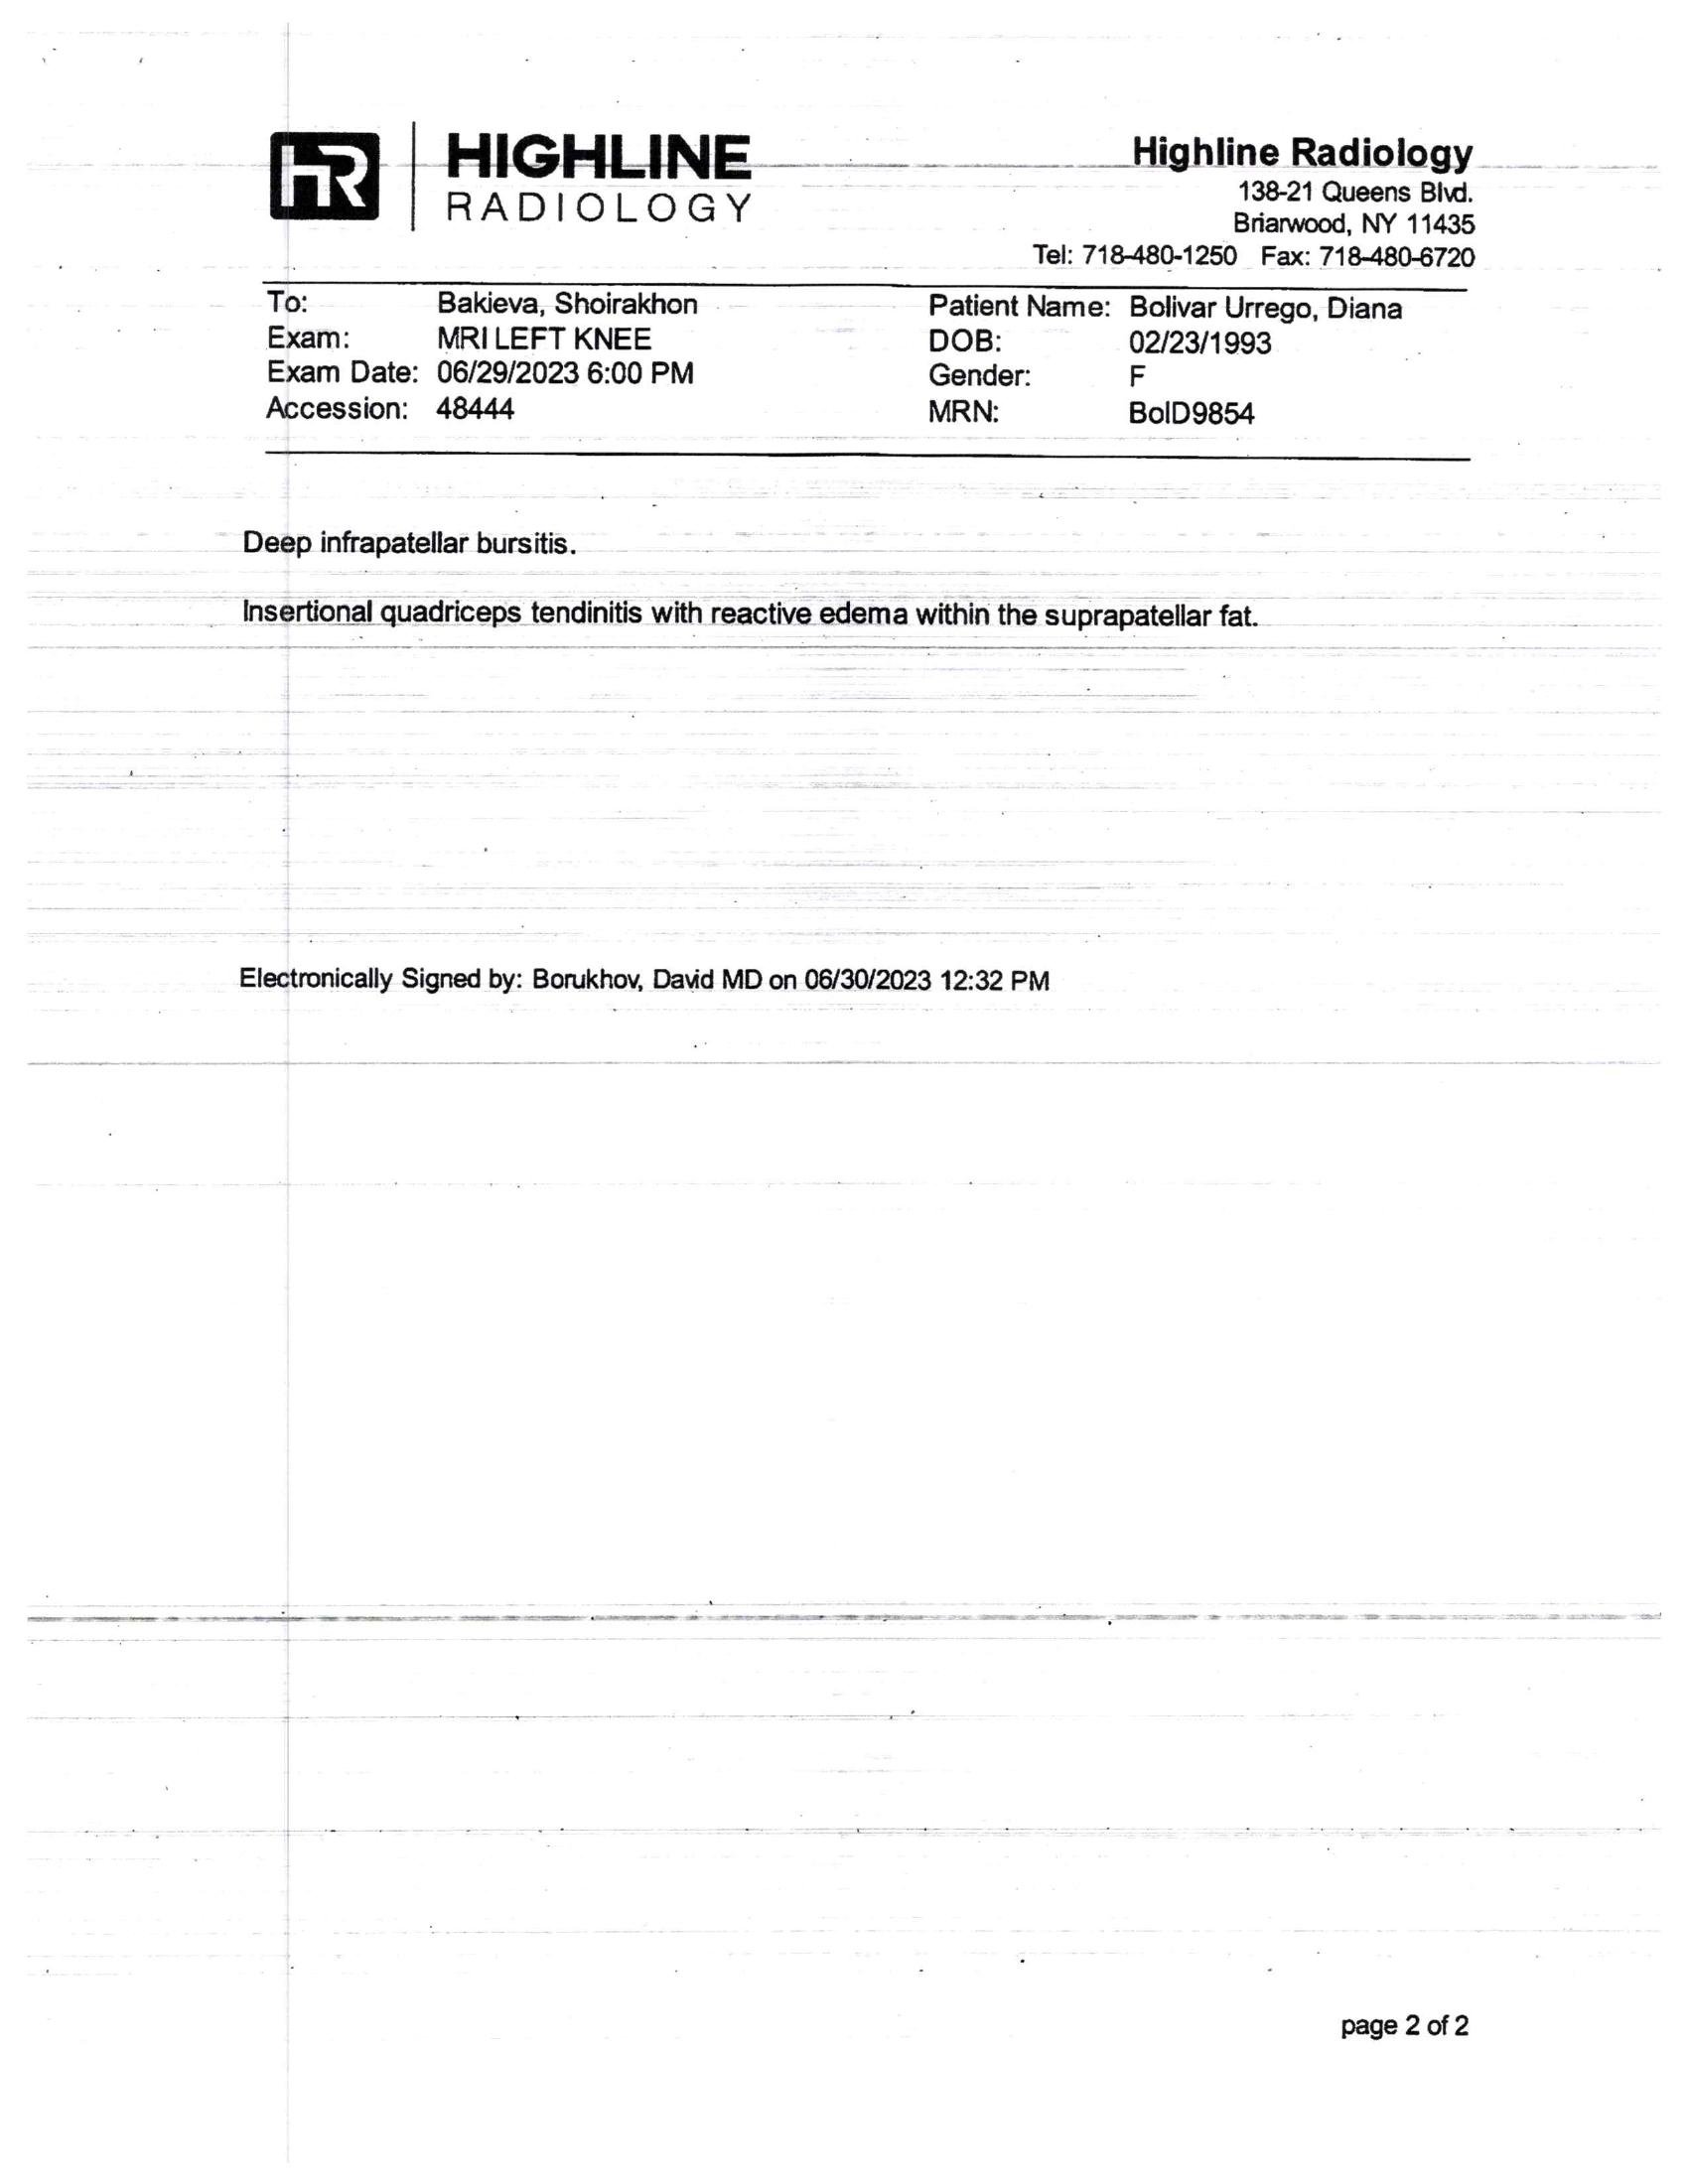 HR
HIGHLINE
RADIOLOGY
Highline Radiology
138-21 Queens Blvd.
Briarwood, NY 11435
Tel: 718-480-1250 Fax: 718-480-6720
To: Bakieva, Shoirakhon
Exam: MRI LEFT KNEE
Exam Date: 06/29/2023 6:00 PM
Accession: 48444
Patient Name: Bolivar Urrego, Diana
DOB: 02/23/1993
Gender: F
MRN: BolD9854
Deep infrapatellar bursitis.
Insertional quadriceps tendinitis with reactive edema within the suprapatellar fat.
Electronically Signed by: Borukhov, David MD on 06/30/2023 12:32 PM
page 2 of 2